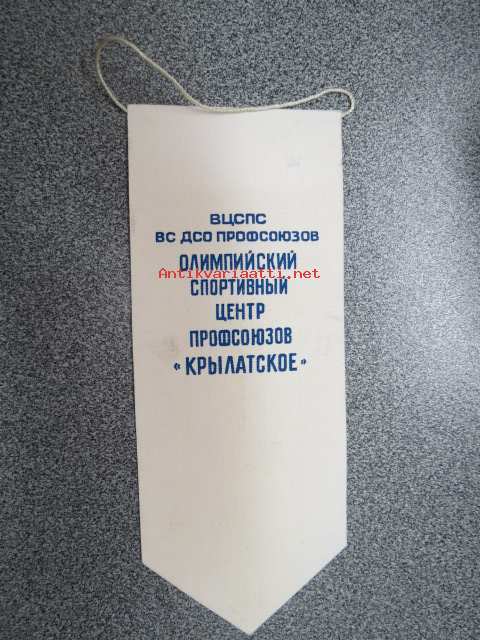 ВЦСПС
ВС ДСО ПРОФСОЮЗОВ
ОЛИМПИЙСКИЙ
Antikvariaatti.net
СПОРТИВНЫЙ
ЦЕНТР
ПРОФСОЮЗОВ
«КРЫЛАТСКОЕ»